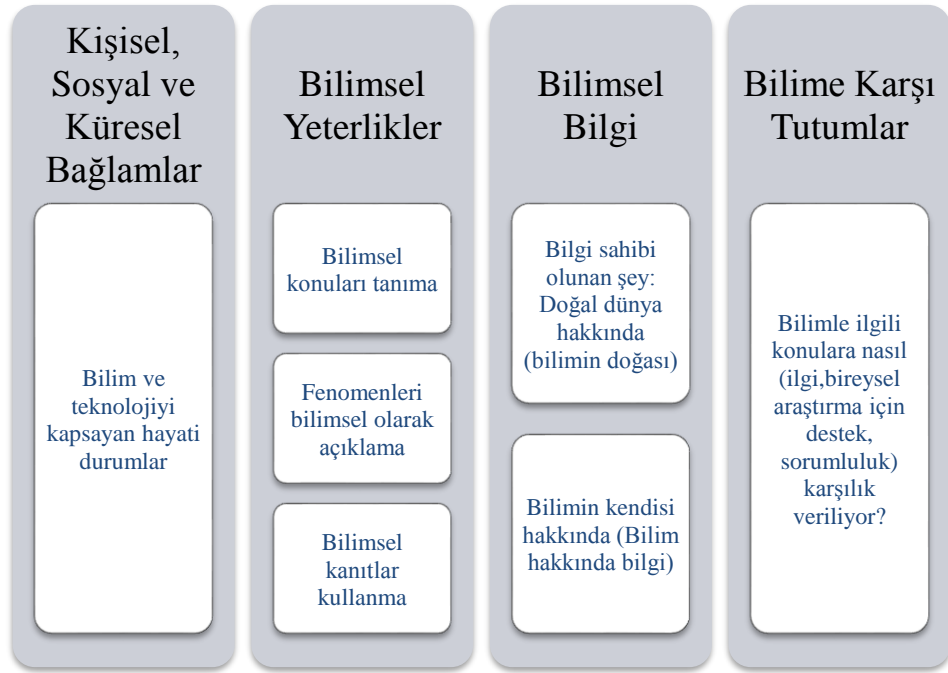 Kişisel,
Sosyal ve
Küresel
Bağlamlar
Bilim ve
teknolojiyi
kapsayan hayati
durumlar
Bilimsel
Yeterlikler
Bilimsel
konuları tanıma
Fenomenleri
bilimsel olarak
açıklama
Bilimsel
kanıtlar
kullanma
Bilimsel
Bilgi
Bilgi sahibi
olunan şey:
Doğal dünya
hakkında
(bilimin doğası)
Bilimin kendisi
hakkında (Bilim
hakkında bilgi)
Bilime Karşı
Tutumlar
Bilimle ilgili
konulara nasıl
(ilgi,bireysel
araştırma için
destek,
sorumluluk)
karşılık
veriliyor?